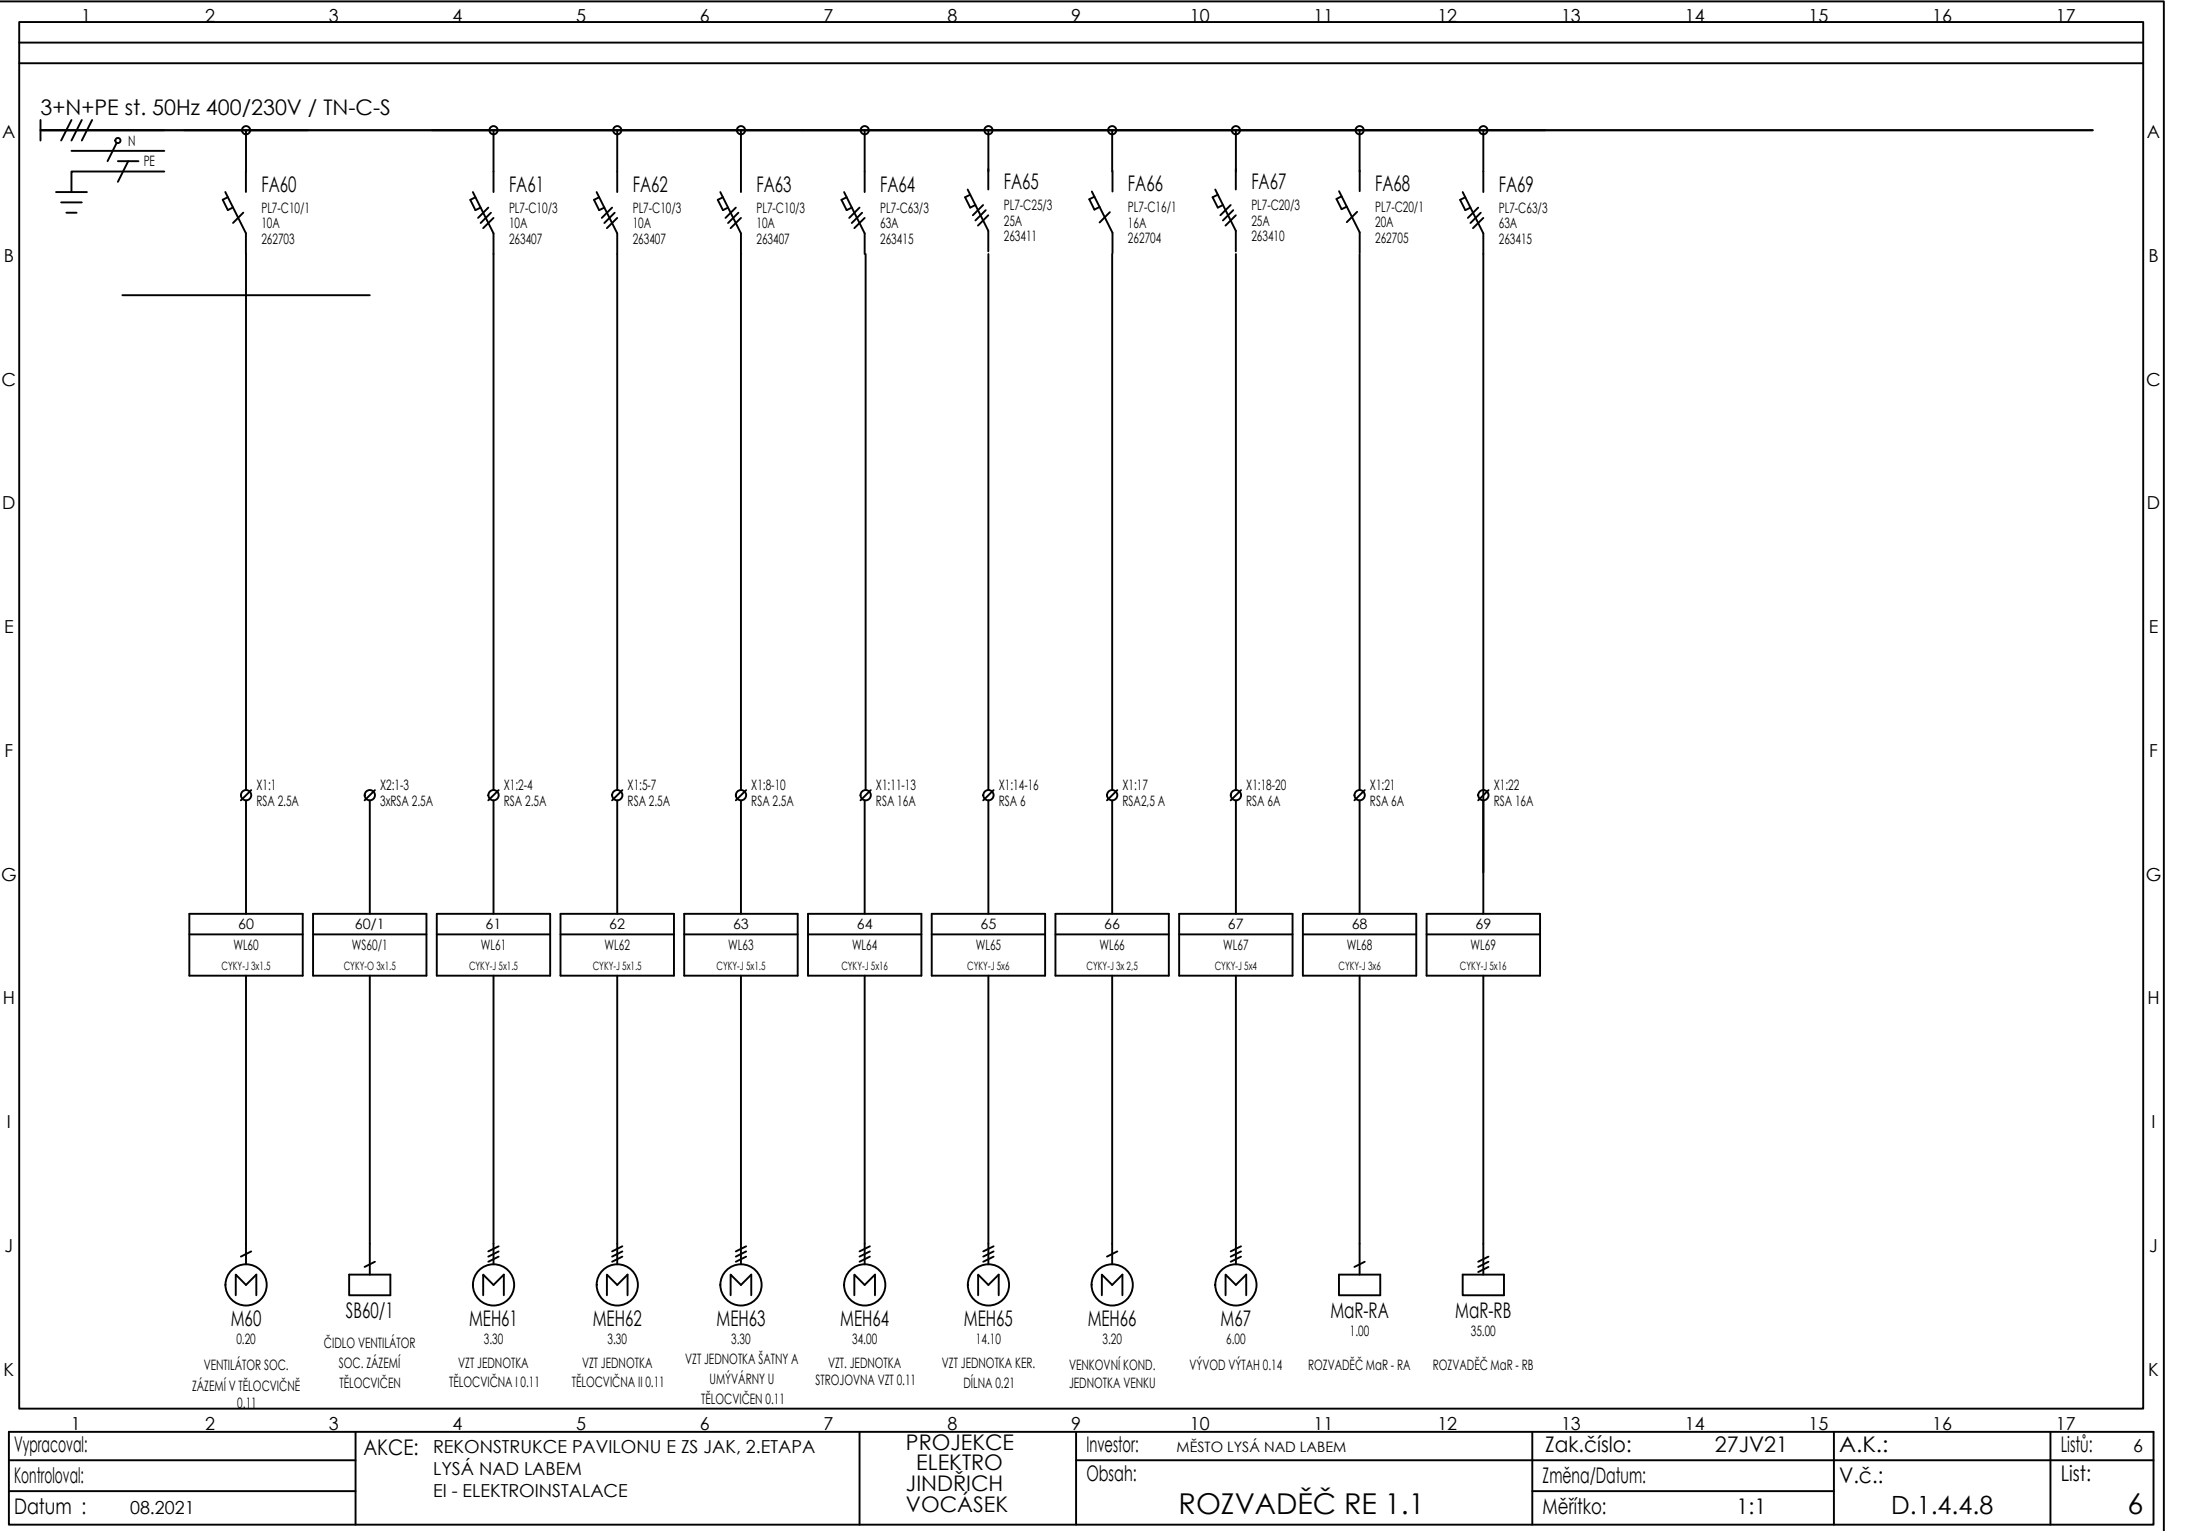 1 2 3 4 5 6 7 8 9 10 11 12 13 14 15 16 17
3+N+PE st. 50Hz 400/230V / TN-C-S
A A
N
PE
FA60
PL7-C10/1
10A
262703
FA61
PL7-C10/3
10A
263407
FA62
PL7-C10/3
10A
263407
FA63
PL7-C10/3
10A
263407
FA64
PL7-C63/3
63A
263415
FA65
PL7-C25/3
25A
263411
FA66
PL7-C16/1
16A
262704
FA67
PL7-C20/3
25A
263410
FA68
PL7-C20/1
20A
262705
FA69
PL7-C63/3
63A
263415
B B
C C
D D
E E
F F
X1:1
RSA 2.5A
X2:1-3
3xRSA 2.5A
X1:2-4
RSA 2.5A
X1:5-7
RSA 2.5A
X1:8-10
RSA 2.5A
X1:11-13
RSA 16A
X1:14-16
RSA 6
X1:17
RSA2,5 A
X1:18-20
RSA 6A
X1:21
RSA 6A
X1:22
RSA 16A
G G
60
WL60
CYKY-J 3x1.5
60/1
WS60/1
CYKY-O 3x1.5
61
WL61
CYKY-J 5x1.5
62
WL62
CYKY-J 5x1.5
63
WL63
CYKY-J 5x1.5
64
WL64
CYKY-J 5x16
65
WL65
CYKY-J 5x6
66
WL66
CYKY-J 3x 2,5
67
WL67
CYKY-J 5x4
68
WL68
CYKY-J 3x6
69
WL69
CYKY-J 5x16
H H
I I
J J
M
M60
0.20
VENTILÁTOR SOC.
ZÁZEMÍ V TĚLOCVIČNĚ
0.11
SB60/1
ČIDLO VENTILÁTOR
SOC. ZÁZEMÍ
TĚLOCVIČEN
M
MEH61
3.30
VZT JEDNOTKA
TĚLOCVIČNA I 0.11
M
MEH62
3.30
VZT JEDNOTKA
TĚLOCVIČNA II 0.11
M
MEH63
3.30
VZT JEDNOTKA ŠATNY A
UMÝVÁRNY U
TĚLOCVIČEN 0.11
M
MEH64
34.00
VZT. JEDNOTKA
STROJOVNA VZT 0.11
M
MEH65
14.10
VZT JEDNOTKA KER.
DÍLNA 0.21
M
MEH66
3.20
VENKOVNÍ KOND.
JEDNOTKA VENKU
M
M67
6.00
VÝVOD VÝTAH 0.14
MaR-RA
1.00
ROZVADĚČ MaR - RA
MaR-RB
35.00
ROZVADĚČ MaR - RB
K K
1 2 3 4 5 6 7 8 9 10 11 12 13 14 15 16 17
Vypracoval:
Kontroloval:
Datum : 08.2021
AKCE: REKONSTRUKCE PAVILONU E ZS JAK, 2.ETAPA
LYSÁ NAD LABEM
EI - ELEKTROINSTALACE
PROJEKCE
ELEKTRO
JINDŘICH
VOCÁSEK
Investor: MĚSTO LYSÁ NAD LABEM
Obsah:
ROZVADĚČ RE 1.1
Zak.číslo: 27JV21
Změna/Datum:
Měřítko: 1:1
A.K.:
V.č.:
D.1.4.4.8
Listů: 6
List:
6